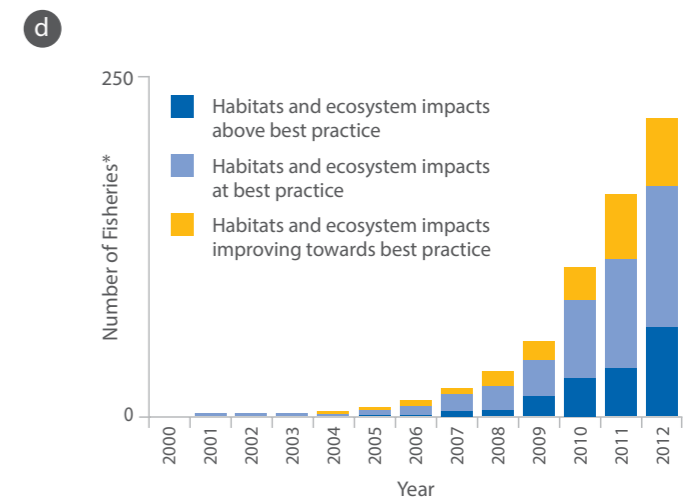 d
250
Habitats and ecosystem impacts
above best practice
Habitats and ecosystem impacts
at best practice
Habitats and ecosystem impacts
improving towards best practice
Number of Fisheries*
0
2000 2001 2002 2003 2004 2005 2006 2007 2008 2009 2010 2011 2012
Year